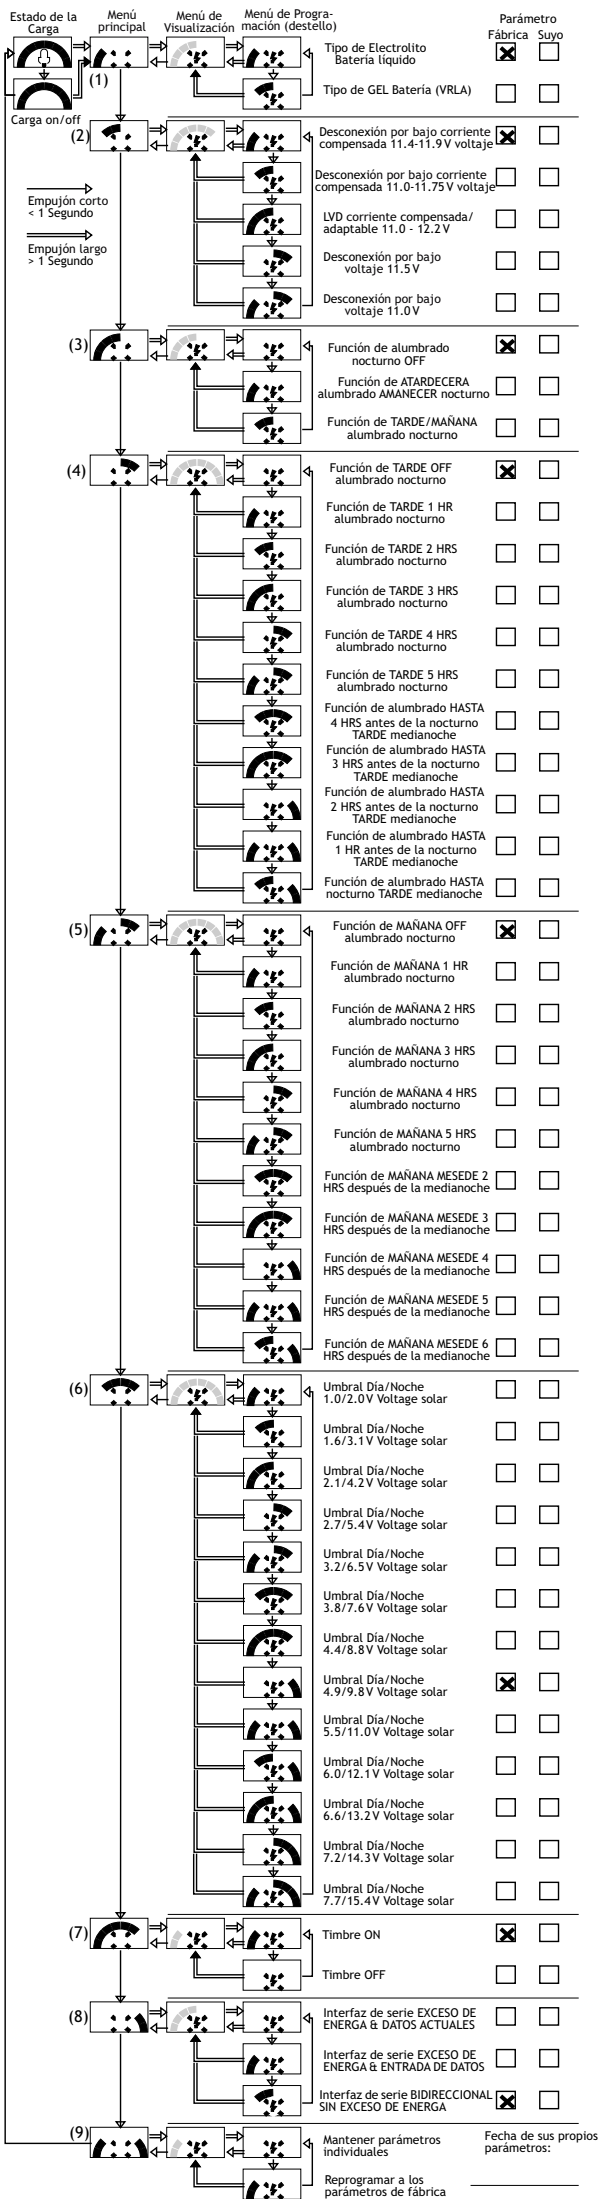 Estado de la
Carga
Menú
principal
Menú de
Visualización
Menú de Progra-
mación (destello)
Parámetro
Fábrica Suyo
(1)
Carga on/off
Tipo de Electrolito
Batería líquido
Tipo de GEL Batería (VRLA)
(2)
Desconexión por bajo corriente
compensada 11.4-11.9 V voltaje
Desconexión por bajo corriente
compensada 11.0-11.75 V voltaje
Empujón corto
< 1 Segundo
LVD corriente compensada/
adaptable 11.0 - 12.2 V
Empujón largo
> 1 Segundo
Desconexión por bajo
voltaje 11.5 V
Desconexión por bajo
voltaje 11.0 V
(3)
Función de alumbrado
nocturno OFF
Función de ATARDECERA
alumbrado AMANECER nocturno
Función de TARDE/MAÑANA
alumbrado nocturno
(4)
Función de TARDE OFF
alumbrado nocturno
Función de TARDE 1 HR
alumbrado nocturno
Función de TARDE 2 HRS
alumbrado nocturno
Función de TARDE 3 HRS
alumbrado nocturno
Función de TARDE 4 HRS
alumbrado nocturno
Función de TARDE 5 HRS
alumbrado nocturno
Función de alumbrado HASTA
4 HRS antes de la nocturno
TARDE medianoche
Función de alumbrado HASTA
3 HRS antes de la nocturno
TARDE medianoche
Función de alumbrado HASTA
2 HRS antes de la nocturno
TARDE medianoche
Función de alumbrado HASTA
1 HR antes de la nocturno
TARDE medianoche
Función de alumbrado HASTA
nocturno TARDE medianoche
(5)
Función de MAÑANA OFF
alumbrado nocturno
Función de MAÑANA 1 HR
alumbrado nocturno
Función de MAÑANA 2 HRS
alumbrado nocturno
Función de MAÑANA 3 HRS
alumbrado nocturno
Función de MAÑANA 4 HRS
alumbrado nocturno
Función de MAÑANA 5 HRS
alumbrado nocturno
Función de MAÑANA MESEDE 2
HRS después de la medianoche
Función de MAÑANA MESEDE 3
HRS después de la medianoche
Función de MAÑANA MESEDE 4
HRS después de la medianoche
Función de MAÑANA MESEDE 5
HRS después de la medianoche
Función de MAÑANA MESEDE 6
HRS después de la medianoche
(6)
Umbral Día/Noche
1.0/2.0 V Voltage solar
Umbral Día/Noche
1.6/3.1 V Voltage solar
Umbral Día/Noche
2.1/4.2 V Voltage solar
Umbral Día/Noche
2.7/5.4 V Voltage solar
Umbral Día/Noche
3.2/6.5 V Voltage solar
Umbral Día/Noche
3.8/7.6 V Voltage solar
Umbral Día/Noche
4.4/8.8 V Voltage solar
Umbral Día/Noche
4.9/9.8 V Voltage solar
Umbral Día/Noche
5.5/11.0 V Voltage solar
Umbral Día/Noche
6.0/12.1 V Voltage solar
Umbral Día/Noche
6.6/13.2 V Voltage solar
Umbral Día/Noche
7.2/14.3 V Voltage solar
Umbral Día/Noche
7.7/15.4 V Voltage solar
(7)
Timbre ON
Timbre OFF
(8)
Interfaz de serie EXCESO DE
ENERGA & DATOS ACTUALES
Interfaz de serie EXCESO DE
ENERGA & ENTRADA DE DATOS
Interfaz de serie BIDIRECCIONAL
SIN EXCESO DE ENERGA
(9)
Mantener parámetros
individuales
Fecha de sus propios
parámetros:
Reprogramar a los
parámetros de fábrica